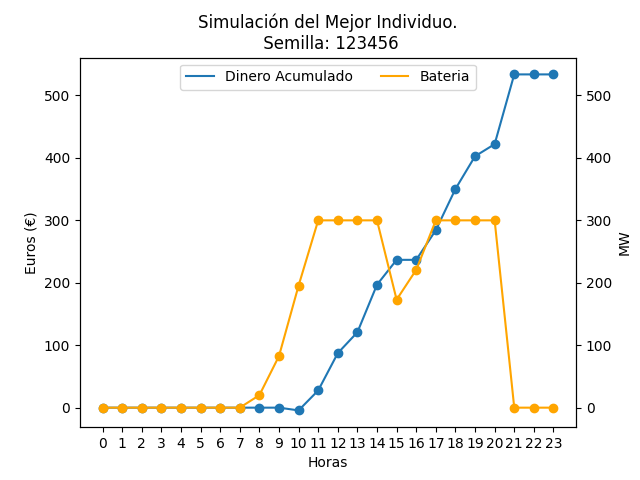 Simulación del Mejor Individuo.
Semilla: 123456
Dinero Acumulado
Bateria
Euros (€)
500
400
300
200
100
0
500
400
300
200
100
0
MW
0 1 2 3 4 5 6 7 8 9 10 11 12 13 14 15 16 17 18 19 20 21 22 23
Horas